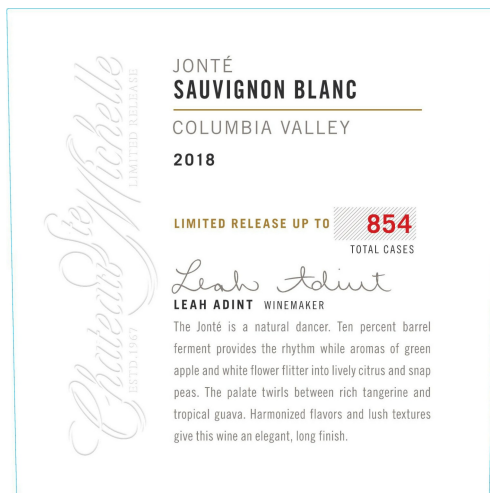 JONTÉ
SAUVIGNON BLANC
COLUMBIA VALLEY
2018
Chateau Ste Michelle
LIMITED RELEASE
ESTD.1967
LIMITED RELEASE UP TO 854
TOTAL CASES
Leah Adint
LEAH ADINT WINEMAKER
The Jonté is a natural dancer. Ten percent barrel
ferment provides the rhythm while aromas of green
apple and white flower flitter into lively citrus and snap
peas. The palate twirls between rich tangerine and
tropical guava. Harmonized flavors and lush textures
give this wine an elegant, long finish.